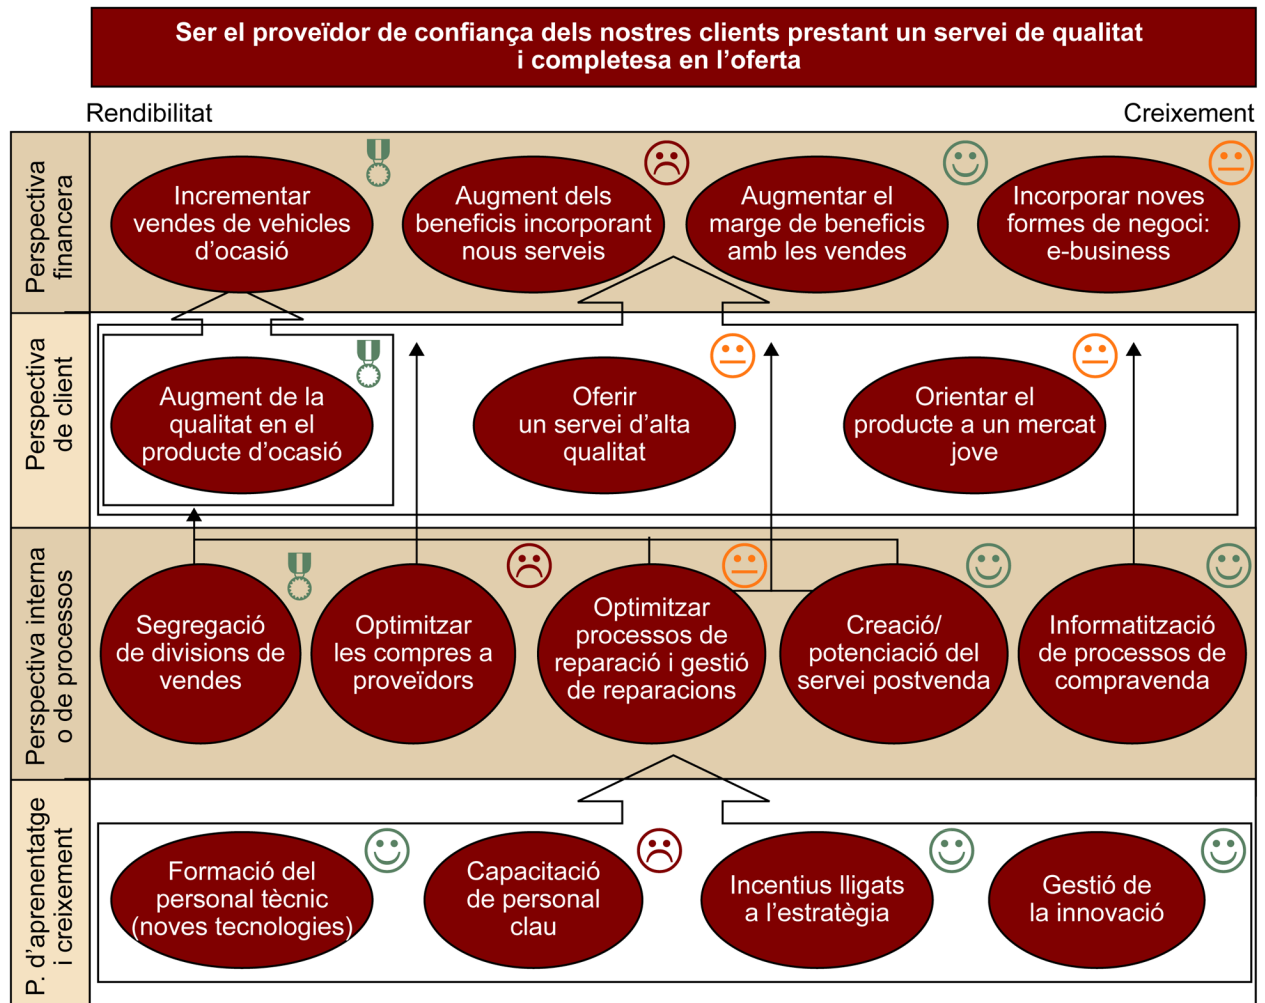 Ser el proveïdor de confiança dels nostres clients prestant un servei de qualitat
i completesa en l’oferta
Rendibilitat
Creixement
Perspectiva
financera
Incrementar
vendes de vehicles
d’ocasió
Augment dels
beneficis incorporant
nous serveis
Augmentar el
marge de beneficis
amb les vendes
Incorporar noves
formes de negoci:
e-business
Perspectiva
de client
Augment de la
qualitat en el
producte d’ocasió
Oferir
un servei d’alta
qualitat
Orientar el
producte a un mercat
jove
Perspectiva interna
o de processos
Segregació
de divisions de
vendes
Optimitzar
les compres a
proveïdors
Optimitzar
processos de
reparació i gestió
de reparacions
Creació/
potenciació del
servei postvenda
Informatització
de processos de
compravenda
P. d’aprenentatge
i creixement
Formació del
personal tècnic
(noves tecnologies)
Capacitació
de personal
clau
Incentius lligats
a l’estratègia
Gestió de
la innovació